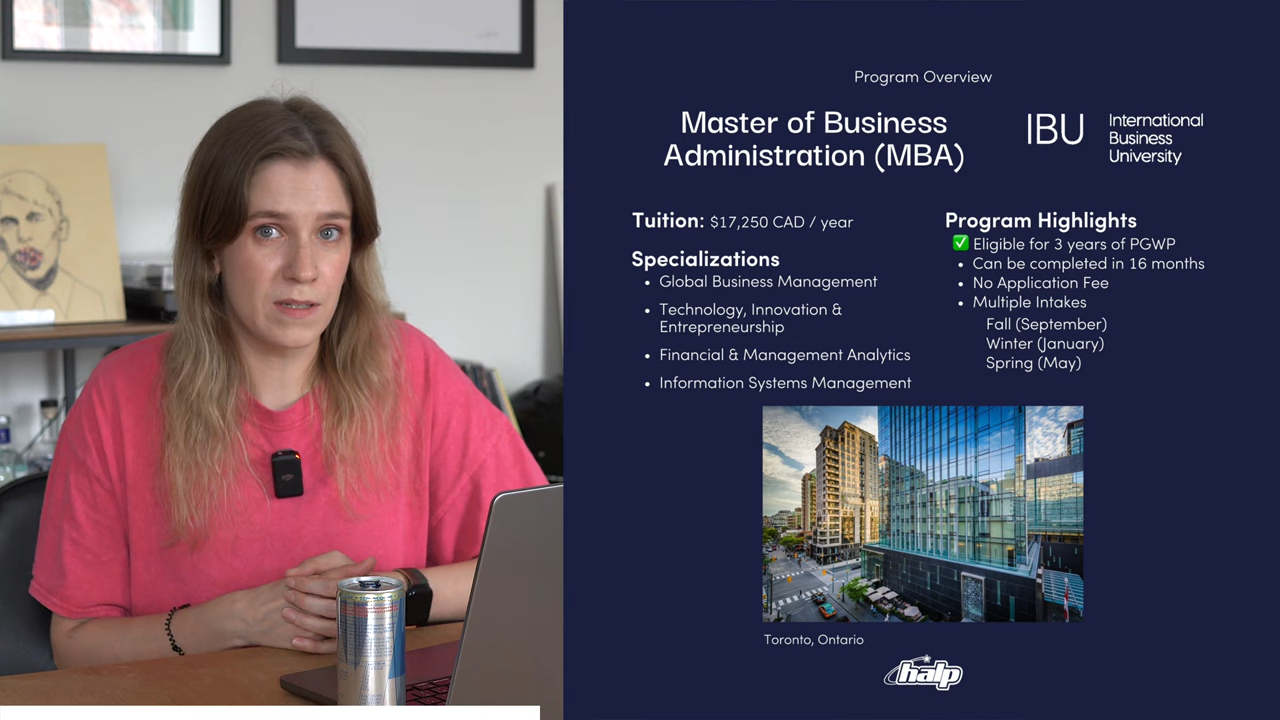 Program Overview
Master of Business
Administration (MBA)
IBU
International
Business
University
Tuition: $17,250 CAD / year
Specializations
• Global Business Management
• Technology, Innovation &
Entrepreneurship
• Financial & Management Analytics
• Information Systems Management
Program Highlights
✅ Eligible for 3 years of PGWP
• Can be completed in 16 months
• No Application Fee
• Multiple Intakes
Fall (September)
Winter (January)
Spring (May)
Toronto, Ontario
halp